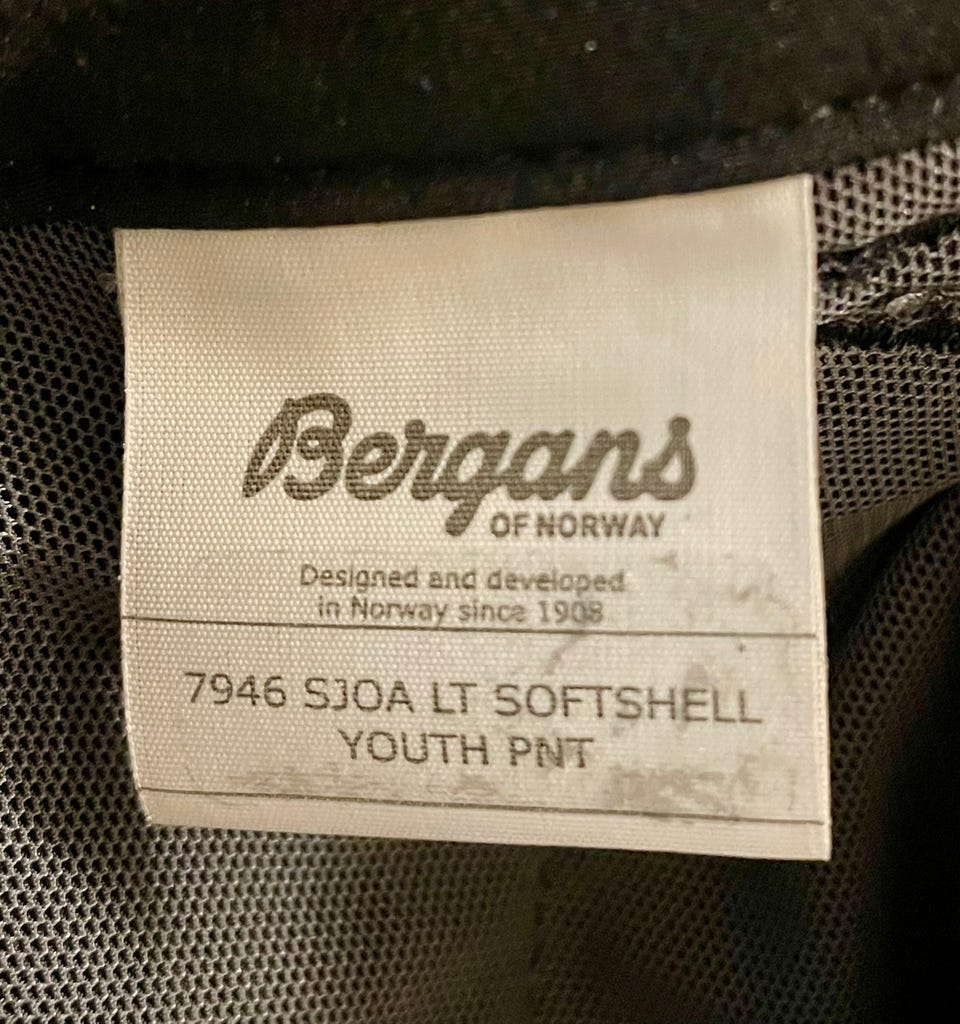 Bergans
OF NORWAY
Designed and developed
in Norway since 1908
7946 SJOA LT SOFTSHELL
YOUTH PNT